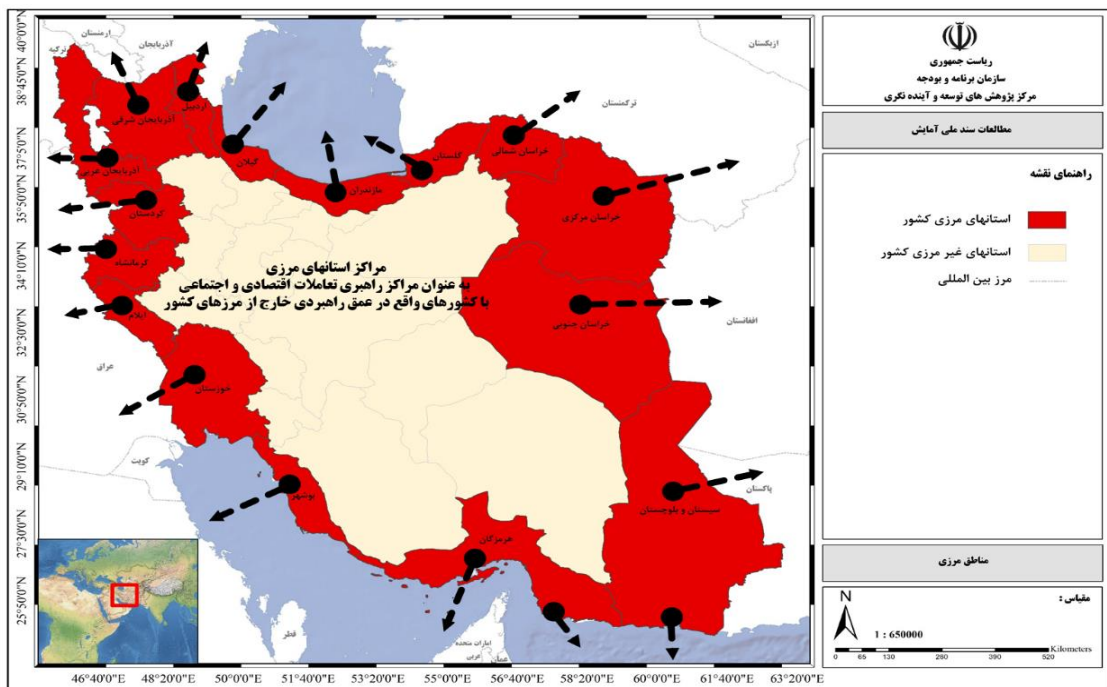 ریاست جمهوری
سازمان برنامه و بودجه
مرکز پژوهش های توسعه و آینده نگری
مطالعات سند ملی آمایش
راهنمای نقشه
استانهای مرزی کشور
استانهای غیر مرزی کشور
مرز بین المللی
مناطق مرزی
مقیاس :
N
1 : 650000
Kilometers
0 65 130 260 390 520
ارمنستان
آذربایجان
ترکیه
ازبکستان
ترکمنستان
افغانستان
پاکستان
عراق
کویت
قطر
امارات متحده
عربی
عمان
آذربایجان شرقی
اردبیل
گیلان
مازندران
گلستان
خراسان شمالی
آذربایجان غربی
کردستان
کرمانشاه
ایلام
خوزستان
بوشهر
هرمزگان
سیستان و بلوچستان
خراسان جنوبی
خراسان مرکزی
مراکز استانهای مرزی
به عنوان مراکز راهبری تعاملات اقتصادی و اجتماعی
با کشورهای واقع در عمق راهبردی خارج از مرزهای کشور
40°0'0"N
38°45'0"N
37°5'0"N
35°50'0"N
34°10'0"N
32°30'0"N
30°50'0"N
29°10'0"N
27°30'0"N
25°50'0"N
46°40'0"E 48°20'0"E 50°0'0"E 51°40'0"E 53°20'0"E 55°0'0"E 56°40'0"E 58°20'0"E 60°0'0"E 61°40'0"E 63°20'0"E